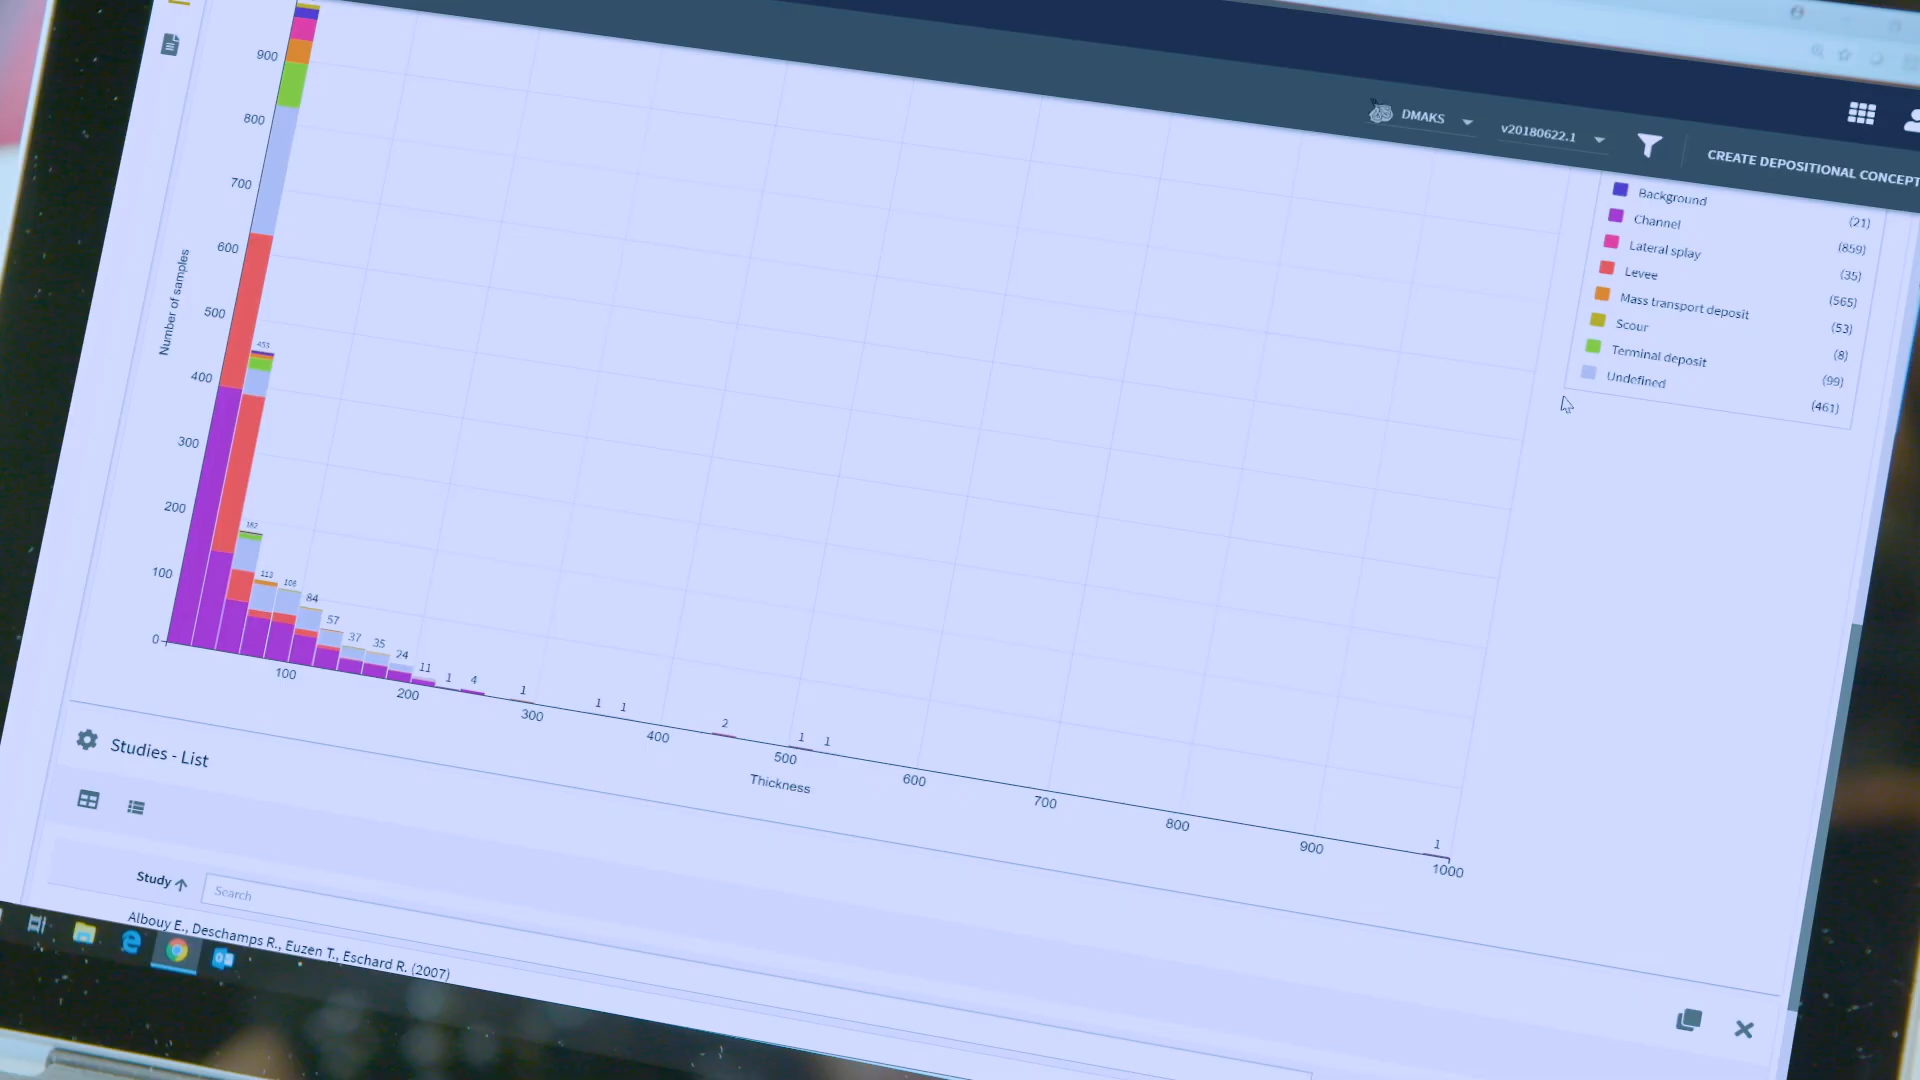 DMAKS
v20180622.1
CREATE DEPOSITIONAL CONCEPT
Background (21)
Channel (859)
Lateral splay (35)
Levee (565)
Mass transport deposit (53)
Scour (8)
Terminal deposit (99)
Undefined (461)
Number of samples
900
800
700
600
500
400
300
200
100
0
453
162
113
106
84
57
37
35
24
11
1
4
1
1
1
2
1
1
1
100
200
300
400
500
600
700
800
900
1000
Thickness
Studies - List
Study
Search
Albouy E., Deschamps R., Euzen T., Eschard R. (2007)